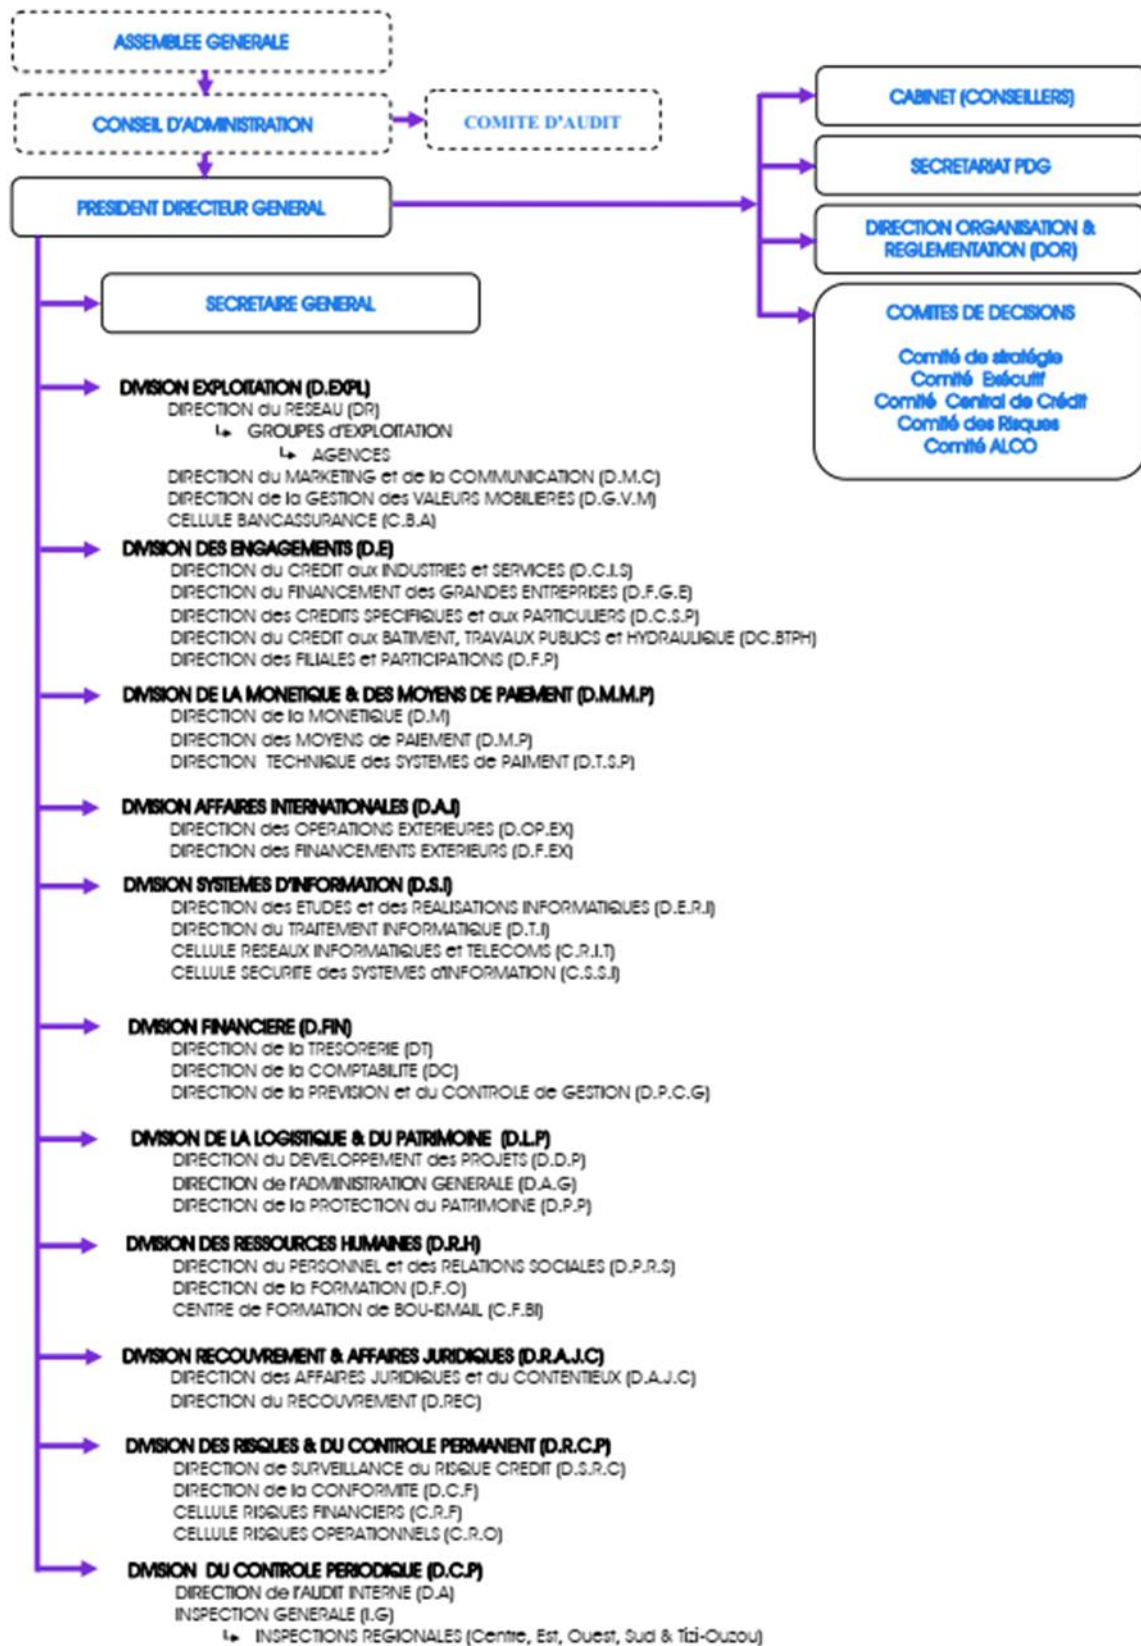 ASSEMBLEE GENERALE
CONSEIL D'ADMINISTRATION
COMITE D'AUDIT
PRESIDENT DIRECTEUR GENERAL
CABINET (CONSEILLERS)
SECRETARIAT PDG
DIRECTION ORGANISATION &
REGLEMENTATION (DOR)
COMITES DE DECISIONS
Comité de stratégie
Comité Exécutif
Comité Central de Crédit
Comité des Risques
Comité ALCO
SECRETAIRE GENERAL
DIVISION EXPLOITATION (D.EXPL)
DIRECTION du RESEAU (DR)
↳ GROUPES d'EXPLOITATION
↳ AGENCES
DIRECTION du MARKETING et de la COMMUNICATION (D.M.C)
DIRECTION de la GESTION des VALEURS MOBILIERES (D.G.V.M)
CELLULE BANCASSURANCE (C.B.A)
DIVISION DES ENGAGEMENTS (D.E)
DIRECTION du CREDIT aux INDUSTRIES et SERVICES (D.C.I.S)
DIRECTION du FINANCEMENT des GRANDES ENTREPRISES (D.F.G.E)
DIRECTION des CREDITS SPECIFIQUES et aux PARTICULIERS (D.C.S.P)
DIRECTION du CREDIT aux BATIMENT, TRAVAUX PUBLICS et HYDRAULIQUE (DC.BTPH)
DIRECTION des FILIALES et PARTICIPATIONS (D.F.P)
DIVISION DE LA MONETIQUE & DES MOYENS DE PAIEMENT (D.M.M.P)
DIRECTION de la MONETIQUE (D.M)
DIRECTION des MOYENS de PAIEMENT (D.M.P)
DIRECTION TECHNIQUE des SYSTEMES de PAIMENT (D.T.S.P)
DIVISION AFFAIRES INTERNATIONALES (D.A.I)
DIRECTION des OPERATIONS EXTERIEURES (D.OP.EX)
DIRECTION des FINANCEMENTS EXTERIEURS (D.F.EX)
DIVISION SYSTEMES D'INFORMATION (D.S.I)
DIRECTION des ETUDES et des REALISATIONS INFORMATIQUES (D.E.R.I)
DIRECTION du TRAITEMENT INFORMATIQUE (D.T.I)
CELLULE RESEAUX INFORMATIQUES et TELECOMS (C.R.I.T)
CELLULE SECURITE des SYSTEMES d'INFORMATION (C.S.S.I)
DIVISION FINANCIERE (D.FIN)
DIRECTION de la TRESORERIE (DT)
DIRECTION de la COMPTABILITE (DC)
DIRECTION de la PREVISION et du CONTROLE de GESTION (D.P.C.G)
DIVISION DE LA LOGISTIQUE & DU PATRIMOINE (D.L.P)
DIRECTION du DEVELOPPEMENT des PROJETS (D.D.P)
DIRECTION de l'ADMINISTRATION GENERALE (D.A.G)
DIRECTION de la PROTECTION du PATRIMOINE (D.P.P)
DIVISION DES RESSOURCES HUMAINES (D.R.H)
DIRECTION du PERSONNEL et des RELATIONS SOCIALES (D.P.R.S)
DIRECTION de la FORMATION (D.F.O)
CENTRE de FORMATION de BOU-ISMAIL (C.F.BI)
DIVISION RECOUVREMENT & AFFAIRES JURIDIQUES (D.R.A.J.C)
DIRECTION des AFFAIRES JURIDIQUES et du CONTENTIEUX (D.A.J.C)
DIRECTION du RECOUVREMENT (D.REC)
DIVISION DES RISQUES & DU CONTROLE PERMANENT (D.R.C.P)
DIRECTION de SURVEILLANCE du RISQUE CREDIT (D.S.R.C)
DIRECTION de la CONFORMITE (D.C.F)
CELLULE RISQUES FINANCIERS (C.R.F)
CELLULE RISQUES OPERATIONNELS (C.R.O)
DIVISION DU CONTROLE PERIODIQUE (D.C.P)
DIRECTION de l'AUDIT INTERNE (D.A)
INSPECTION GENERALE (I.G)
↳ INSPECTIONS REGIONALES (Centre, Est, Ouest, Sud & Tizi-Ouzou)